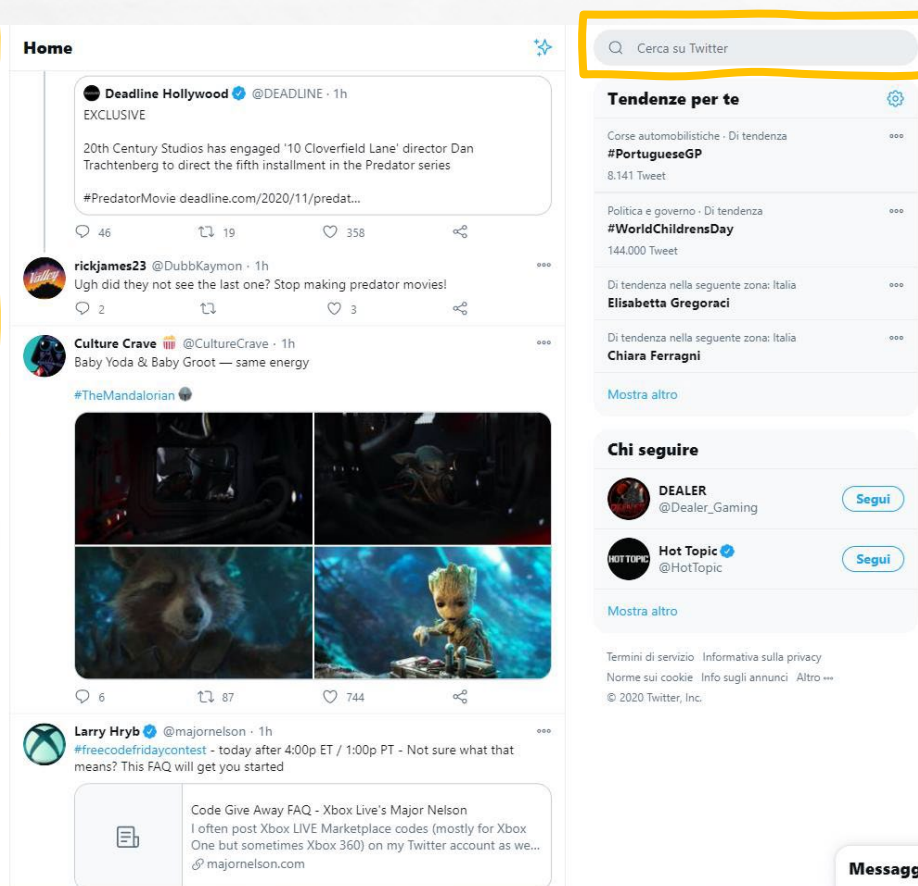 Home
Deadline Hollywood @DEADLINE · 1h
EXCLUSIVE
20th Century Studios has engaged '10 Cloverfield Lane' director Dan
Trachtenberg to direct the fifth installment in the Predator series
#PredatorMovie deadline.com/2020/11/predat...
46 19 358
rickjames23 @DubbKaymon · 1h
Ugh did they not see the last one? Stop making predator movies!
2 3
Culture Crave @CultureCrave · 1h
Baby Yoda & Baby Groot — same energy
#TheMandalorian
6 87 744
Larry Hryb @majornelson · 1h
#freecodefridaycontest - today after 4:00p ET / 1:00p PT - Not sure what that
means? This FAQ will get you started
Code Give Away FAQ - Xbox Live's Major Nelson
I often post Xbox LIVE Marketplace codes (mostly for Xbox
One but sometimes Xbox 360) on my Twitter account as we...
majornelson.com
Cerca su Twitter
Tendenze per te
Corse automobilistiche · Di tendenza
#PortugueseGP
8.141 Tweet
Politica e governo · Di tendenza
#WorldChildrensDay
144.000 Tweet
Di tendenza nella seguente zona: Italia
Elisabetta Gregoraci
Di tendenza nella seguente zona: Italia
Chiara Ferragni
Mostra altro
Chi seguire
DEALER
@Dealer_Gaming
Segui
HOT TOPIC
Hot Topic
@HotTopic
Segui
Mostra altro
Termini di servizio Informativa sulla privacy
Norme sui cookie Info sugli annunci Altro ···
© 2020 Twitter, Inc.
Messagg